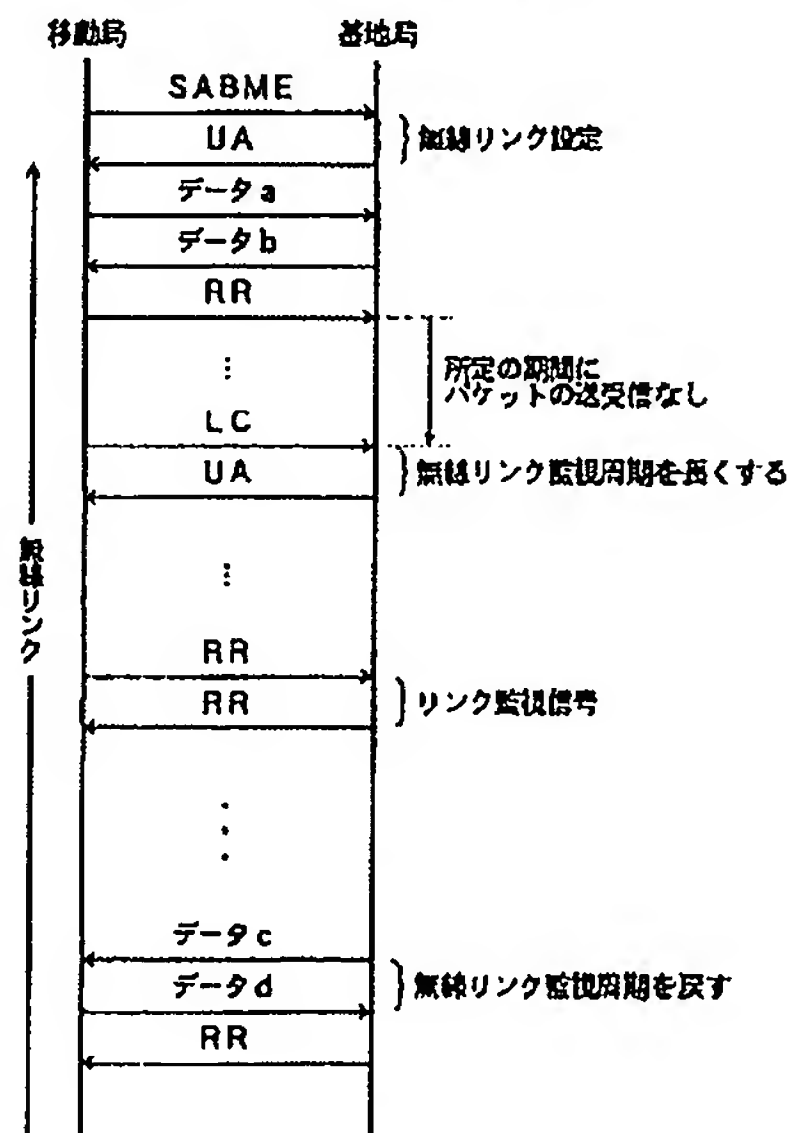 移動局 基地局
SABME
UA
無線リンク設定
データa
データb
RR
所定の期間に
パケットの送受信なし
LC
UA
無線リンク監視周期を長くする
無線リンク
RR
RR
リンク監視信号
データc
データd
無線リンク監視周期を戻す
RR